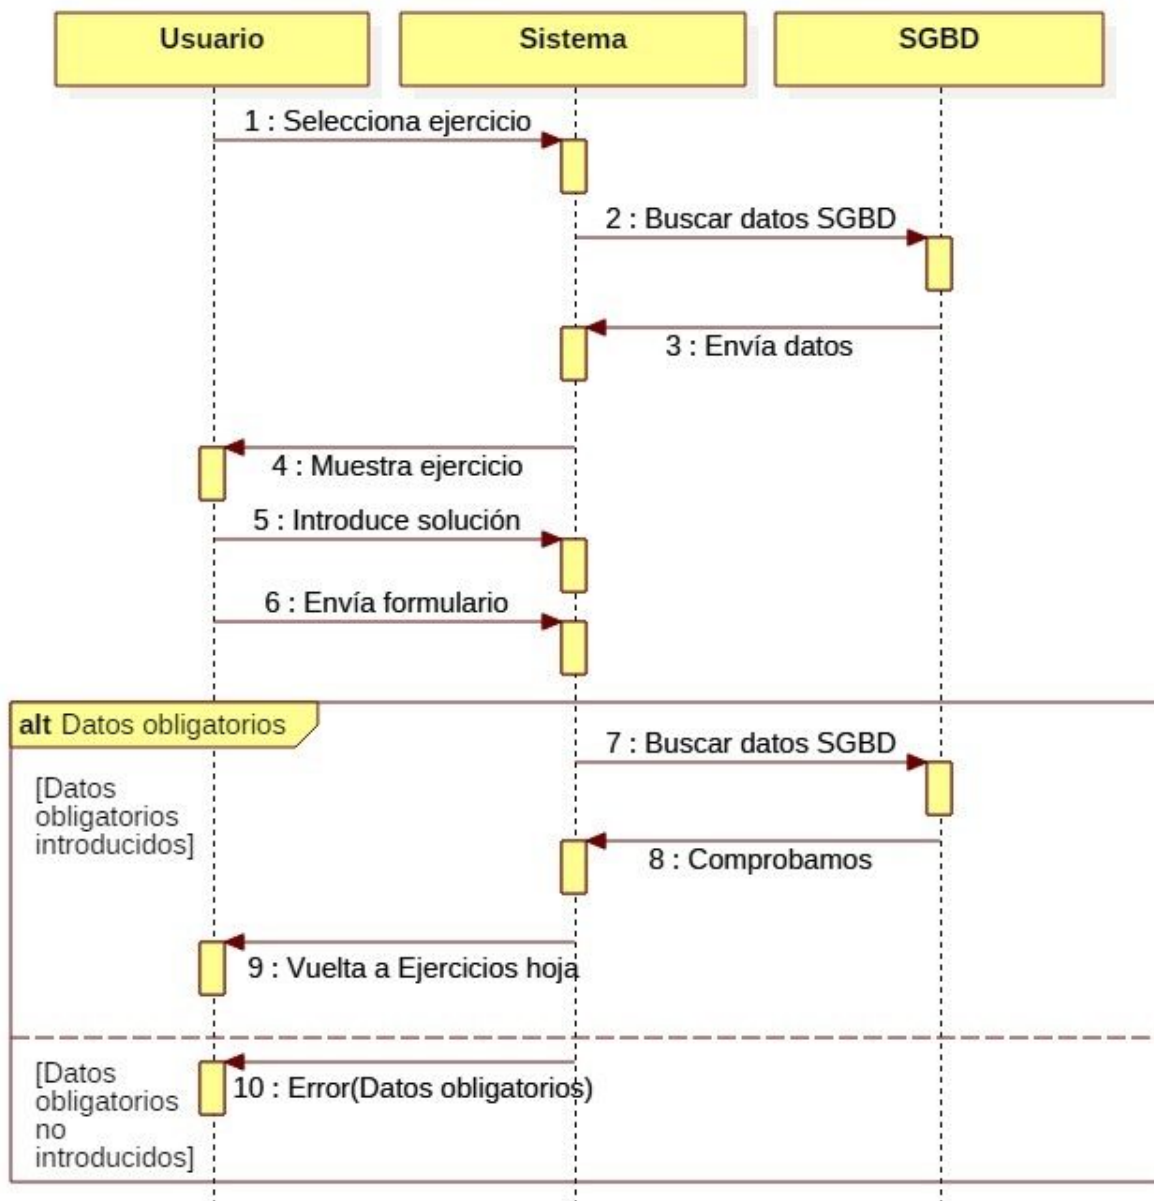 Usuario
Sistema
SGBD
1 : Selecciona ejercicio
2 : Buscar datos SGBD
3 : Envía datos
4 : Muestra ejercicio
5 : Introduce solución
6 : Envía formulario
alt Datos obligatorios
7 : Buscar datos SGBD
[Datos
obligatorios
introducidos]
8 : Comprobamos
9 : Vuelta a Ejercicios hoja
10 : Error(Datos obligatorios)
[Datos
obligatorios
no
introducidos]